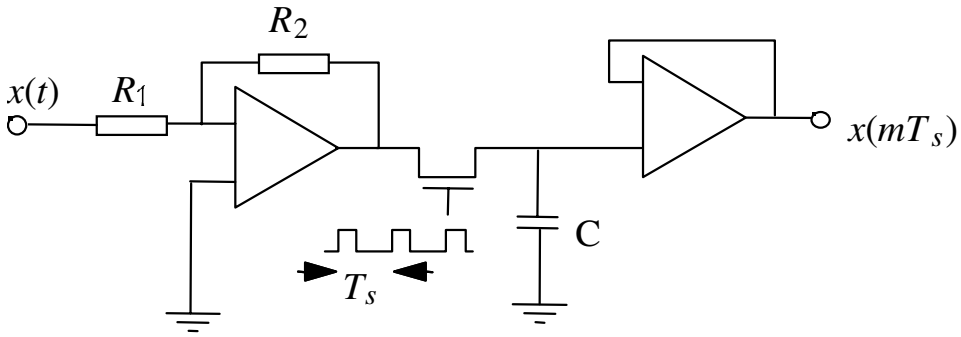 R₂
x(t)
R₁
x(mTₛ)
C
Tₛ